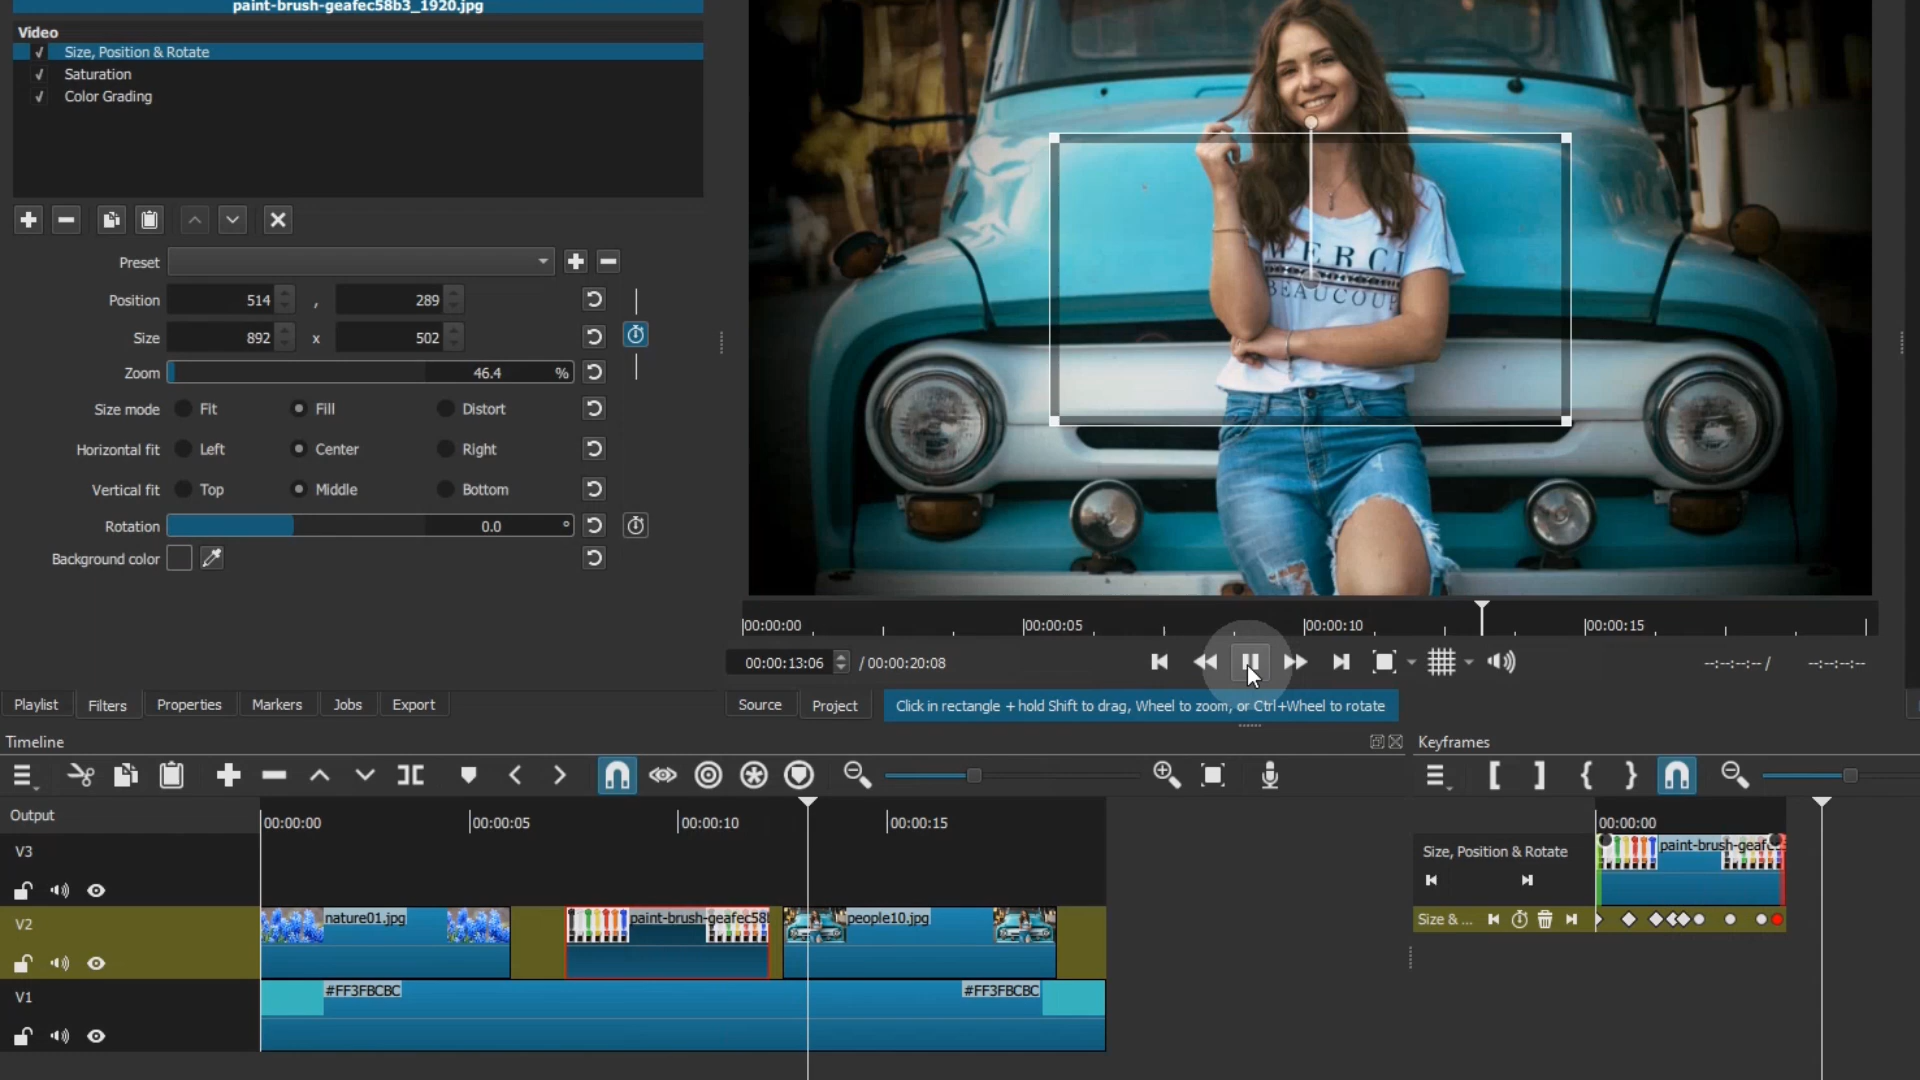 paint-brush-geafec58b3_1920.jpg
Video
Size, Position & Rotate
Saturation
Color Grading
Preset
Position 514 , 289
Size 892 x 502
Zoom 46.4 %
Size mode Fit Fill Distort
Horizontal fit Left Center Right
Vertical fit Top Middle Bottom
Rotation 0.0 °
Background color
MERCI
BEAUCOUP
00:00:00 00:00:05 00:00:10 00:00:15
00:00:13:06 / 00:00:20:08 --:--:--:-- / --:--:--:--
Playlist Filters Properties Markers Jobs Export
Source Project Click in rectangle + hold Shift to drag, Wheel to zoom, or Ctrl+Wheel to rotate
Timeline
Keyframes
Output 00:00:00 00:00:05 00:00:10 00:00:15
00:00:00
V3
Size, Position & Rotate paint-brush-geafec5
V2 nature01.jpg paint-brush-geafec58b people10.jpg
Size & ...
V1 #FF3FBCBC #FF3FBCBC